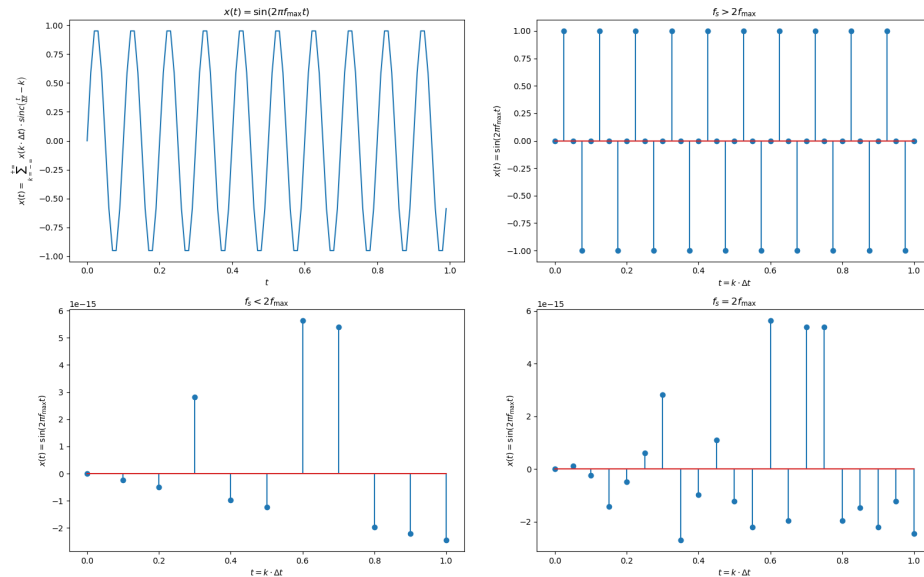 x(t) = sin(2πf_max t)
x(t) = ∑_{k=-∞}^{+∞} x(k·Δt)·sinc(t/Δt − k)
1.00
0.75
0.50
0.25
0.00
−0.25
−0.50
−0.75
−1.00
0.0 0.2 0.4 0.6 0.8 1.0
t
f_s > 2f_max
x(t) = sin(2πf_max t)
1.00
0.75
0.50
0.25
0.00
−0.25
−0.50
−0.75
−1.00
0.0 0.2 0.4 0.6 0.8 1.0
t = k·Δt
f_s < 2f_max
1e−15
x(t) = sin(2πf_max t)
6
5
4
3
2
1
0
−1
−2
0.0 0.2 0.4 0.6 0.8 1.0
t = k·Δt
f_s = 2f_max
1e−15
x(t) = sin(2πf_max t)
6
4
2
0
−2
0.0 0.2 0.4 0.6 0.8 1.0
t = k·Δt